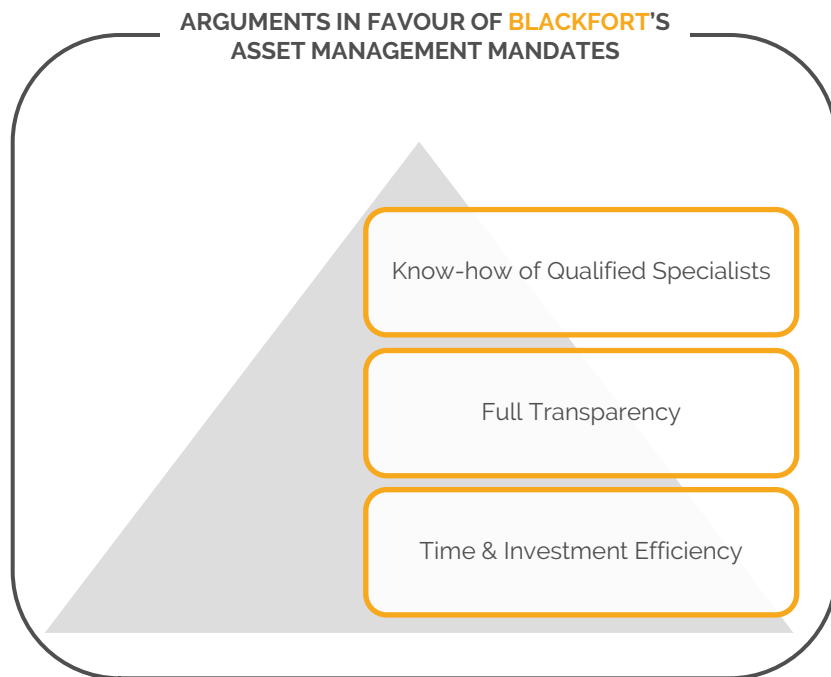 ARGUMENTS IN FAVOUR OF BLACKFORT’S
ASSET MANAGEMENT MANDATES
Know-how of Qualified Specialists
Full Transparency
Time & Investment Efficiency